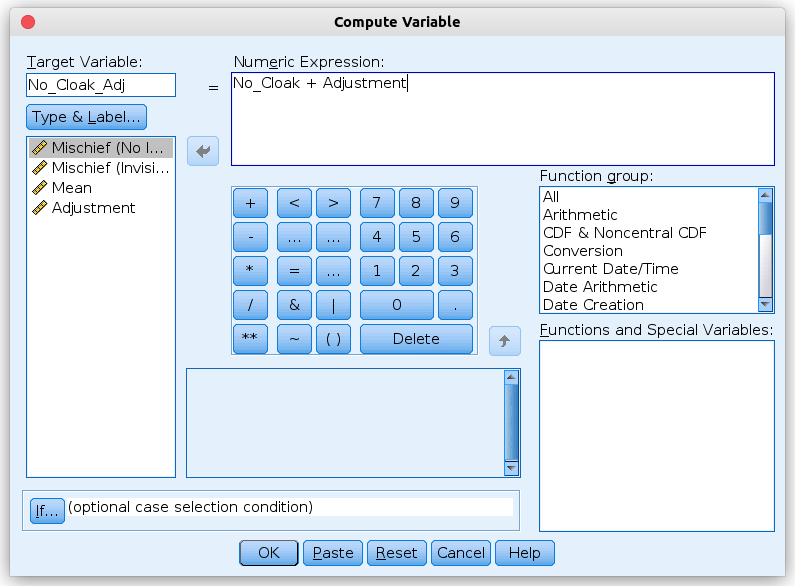 Compute Variable
Target Variable:
No_Cloak_Adj
=
Numeric Expression:
No_Cloak + Adjustment
Type & Label...
Mischief (No I...
Mischief (Invisi...
Mean
Adjustment
+ < > 7 8 9
- ... ... 4 5 6
* = ... 1 2 3
/ & | 0 .
** ~ ( ) Delete
Function group:
All
Arithmetic
CDF & Noncentral CDF
Conversion
Current Date/Time
Date Arithmetic
Date Creation
Functions and Special Variables:
If... (optional case selection condition)
OK Paste Reset Cancel Help